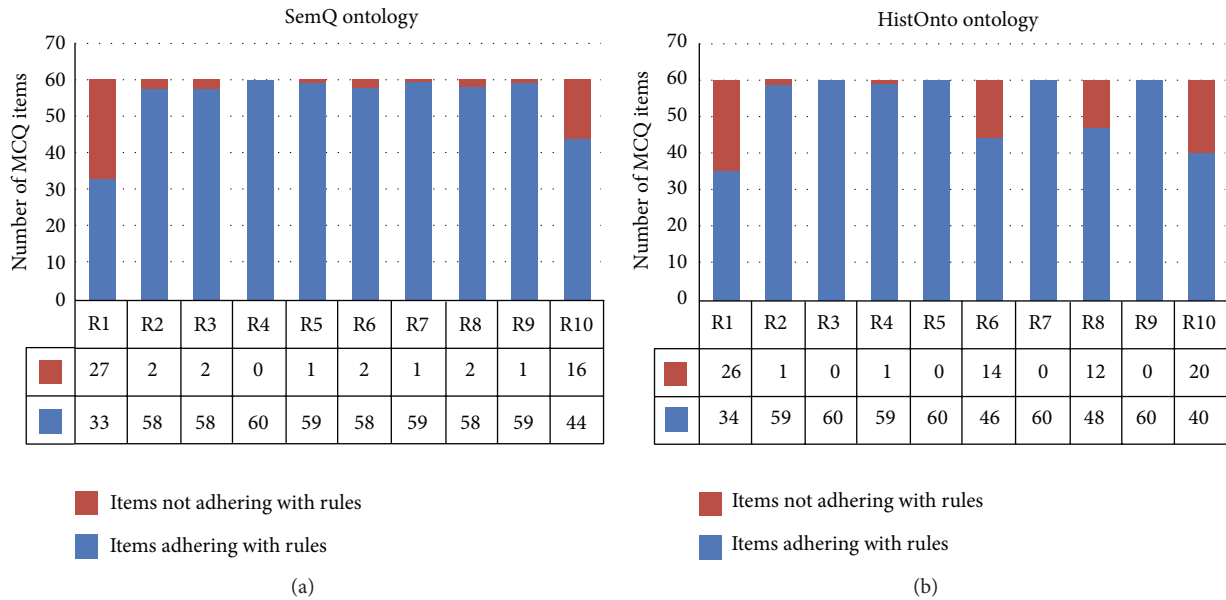 SemQ ontology
Number of MCQ items
70
60
50
40
30
20
10
0
R1 R2 R3 R4 R5 R6 R7 R8 R9 R10
27 2 2 0 1 2 1 2 1 16
33 58 58 60 59 58 59 58 59 44
Items not adhering with rules
Items adhering with rules
(a)
HistOnto ontology
Number of MCQ items
70
60
50
40
30
20
10
0
R1 R2 R3 R4 R5 R6 R7 R8 R9 R10
26 1 0 1 0 14 0 12 0 20
34 59 60 59 60 46 60 48 60 40
Items not adhering with rules
Items adhering with rules
(b)